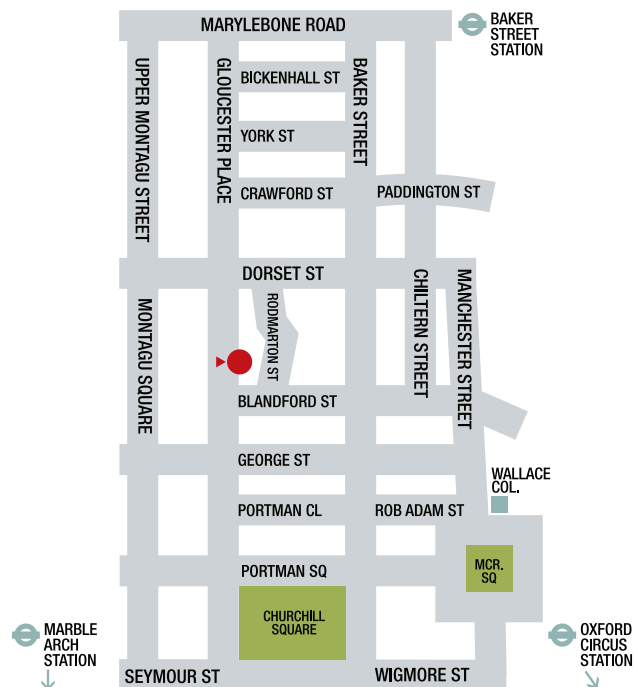 MARYLEBONE ROAD
BAKER
STREET
STATION
UPPER MONTAGU STREET
GLOUCESTER PLACE
BICKENHALL ST
BAKER STREET
YORK ST
CRAWFORD ST
PADDINGTON ST
DORSET ST
MONTAGU SQUARE
RODMARTON ST
CHILTERN STREET
MANCHESTER STREET
BLANDFORD ST
GEORGE ST
WALLACE
COL.
PORTMAN CL
ROB ADAM ST
PORTMAN SQ
MCR.
SQ
CHURCHILL
SQUARE
MARBLE
ARCH
STATION
OXFORD
CIRCUS
STATION
SEYMOUR ST
WIGMORE ST